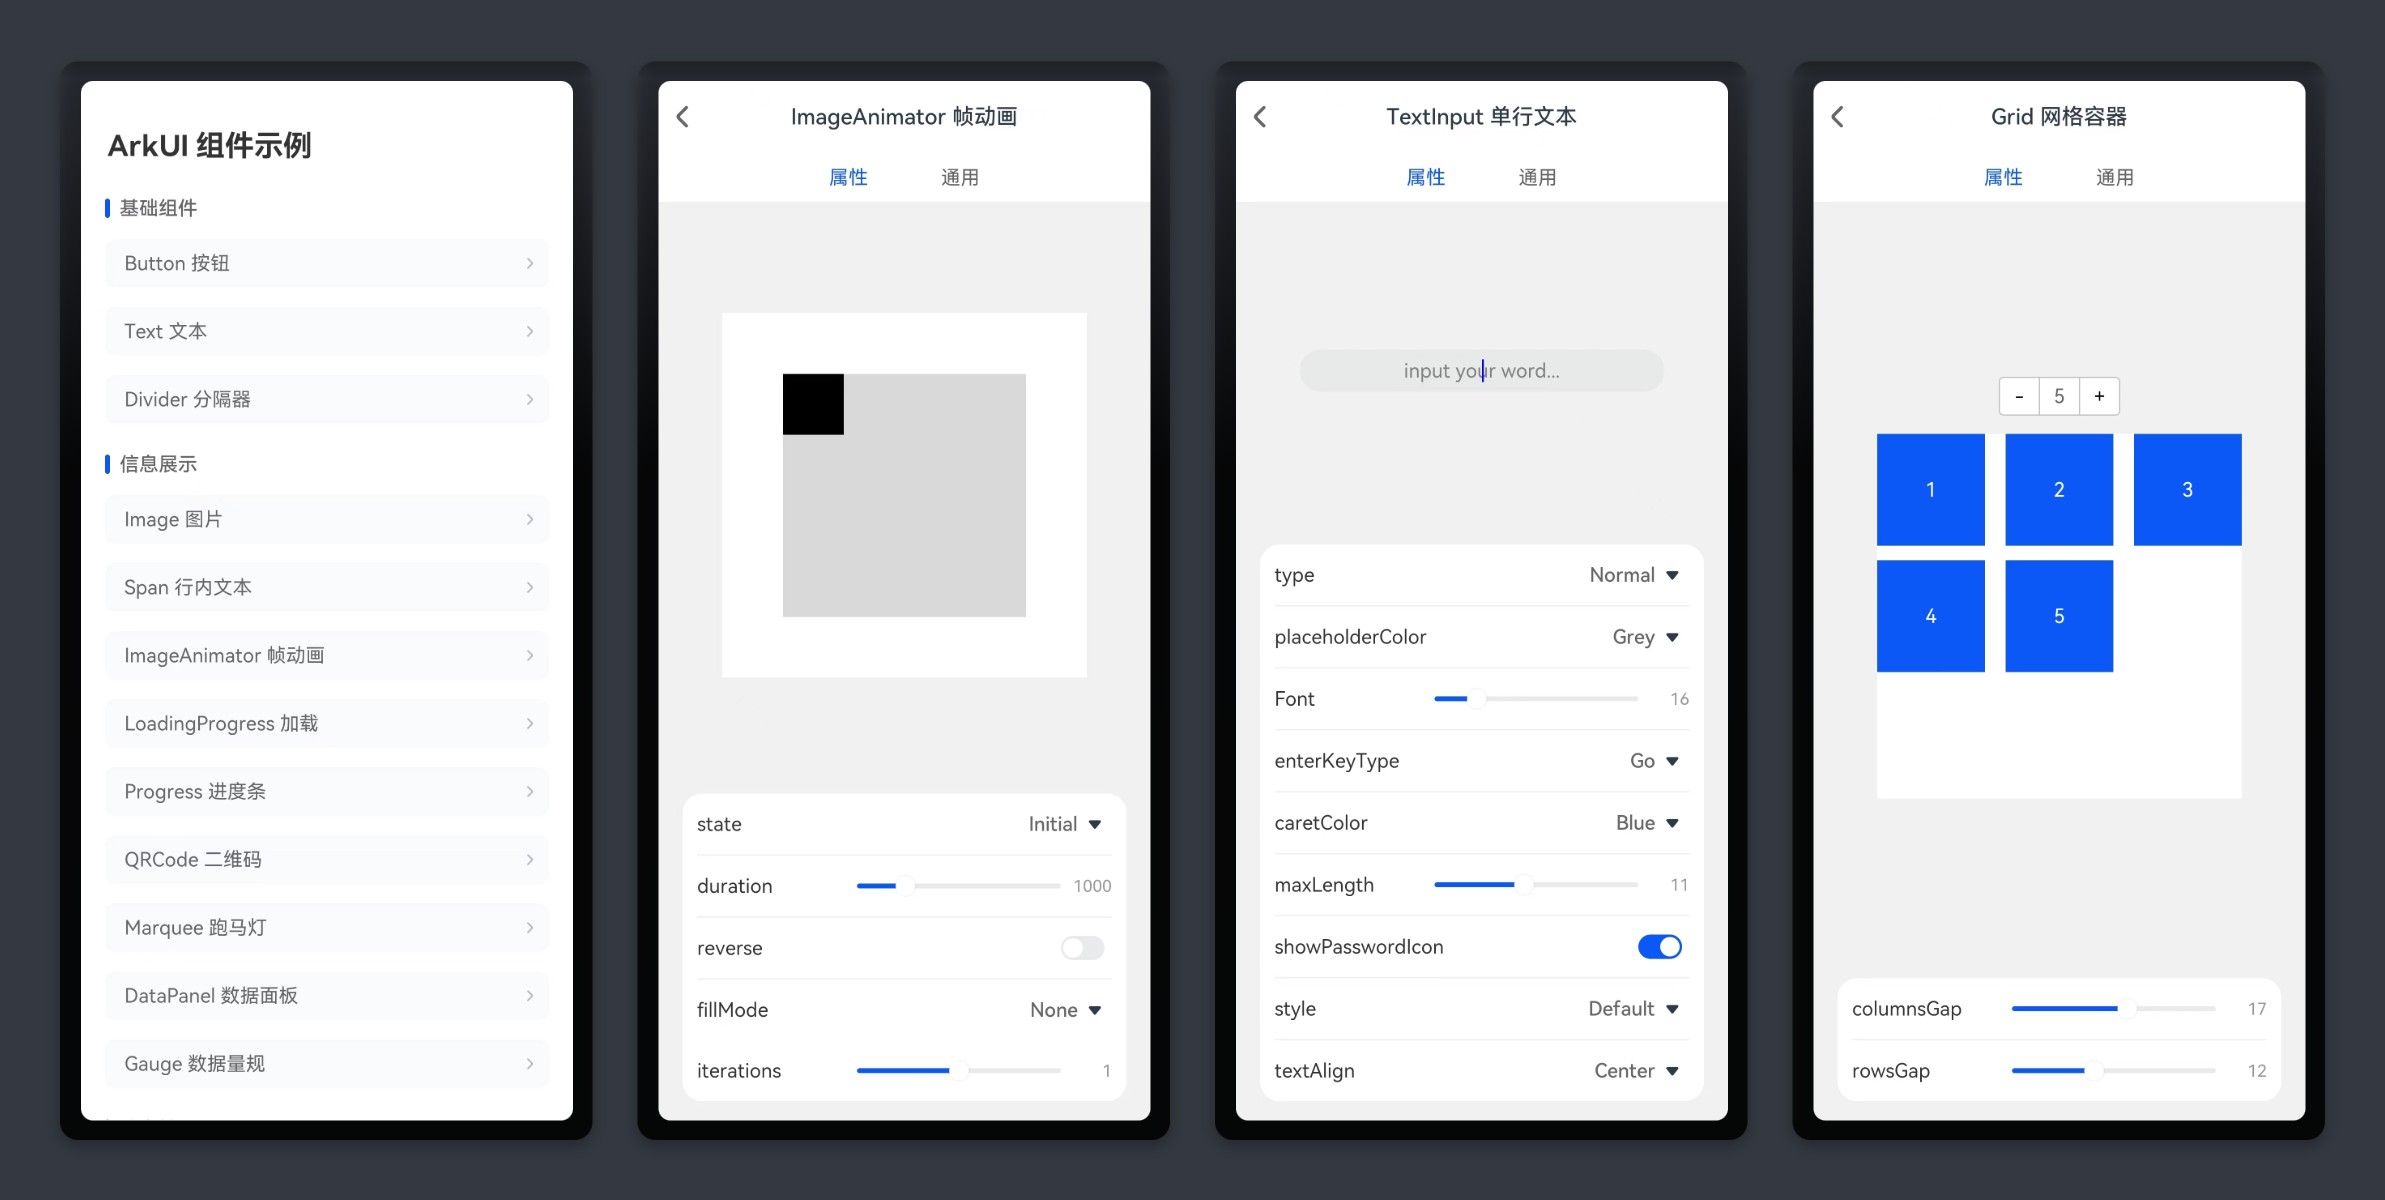 ArkUI 组件示例
基础组件
Button 按钮
Text 文本
Divider 分隔器
信息展示
Image 图片
Span 行内文本
ImageAnimator 帧动画
LoadingProgress 加载
Progress 进度条
QRCode 二维码
Marquee 跑马灯
DataPanel 数据面板
Gauge 数据量规
ImageAnimator 帧动画
属性 通用
state Initial
duration 1000
reverse
fillMode None
iterations 1
TextInput 单行文本
属性 通用
input your word...
type Normal
placeholderColor Grey
Font 16
enterKeyType Go
caretColor Blue
maxLength 11
showPasswordIcon
style Default
textAlign Center
Grid 网格容器
属性 通用
- 5 +
1 2 3
4 5
columnsGap 17
rowsGap 12